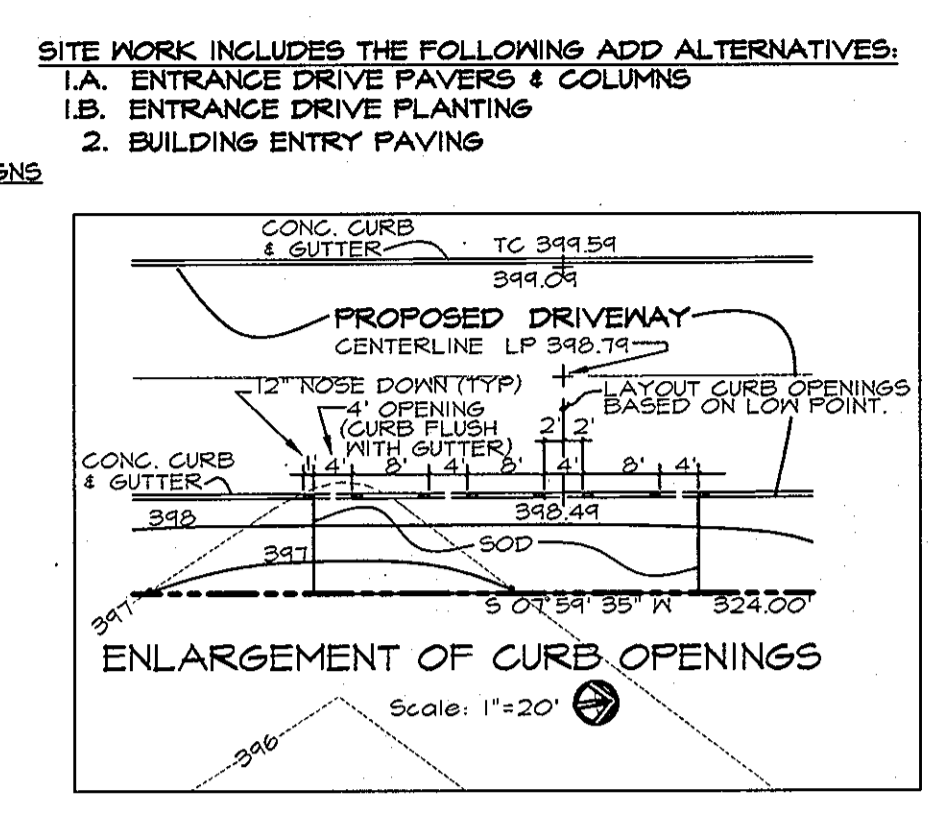 SITE WORK INCLUDES THE FOLLOWING ADD ALTERNATIVES:
1.A. ENTRANCE DRIVE PAVERS & COLUMNS
1.B. ENTRANCE DRIVE PLANTING
2. BUILDING ENTRY PAVING
GNS
CONC. CURB
& GUTTER
TC 399.59
399.09
PROPOSED DRIVEWAY
CENTERLINE LP 398.79
12" NOSE DOWN (TYP)
4' OPENING
(CURB FLUSH
WITH GUTTER)
LAYOUT CURB OPENINGS
BASED ON LOW POINT.
2' 2'
CONC. CURB
& GUTTER
1' 4' 8' 4' 8' 4' 8' 4'
398.49
398
SOD
397
S 07°59' 35" W 324.00'
397
ENLARGEMENT OF CURB OPENINGS
Scale: 1"=20'
396